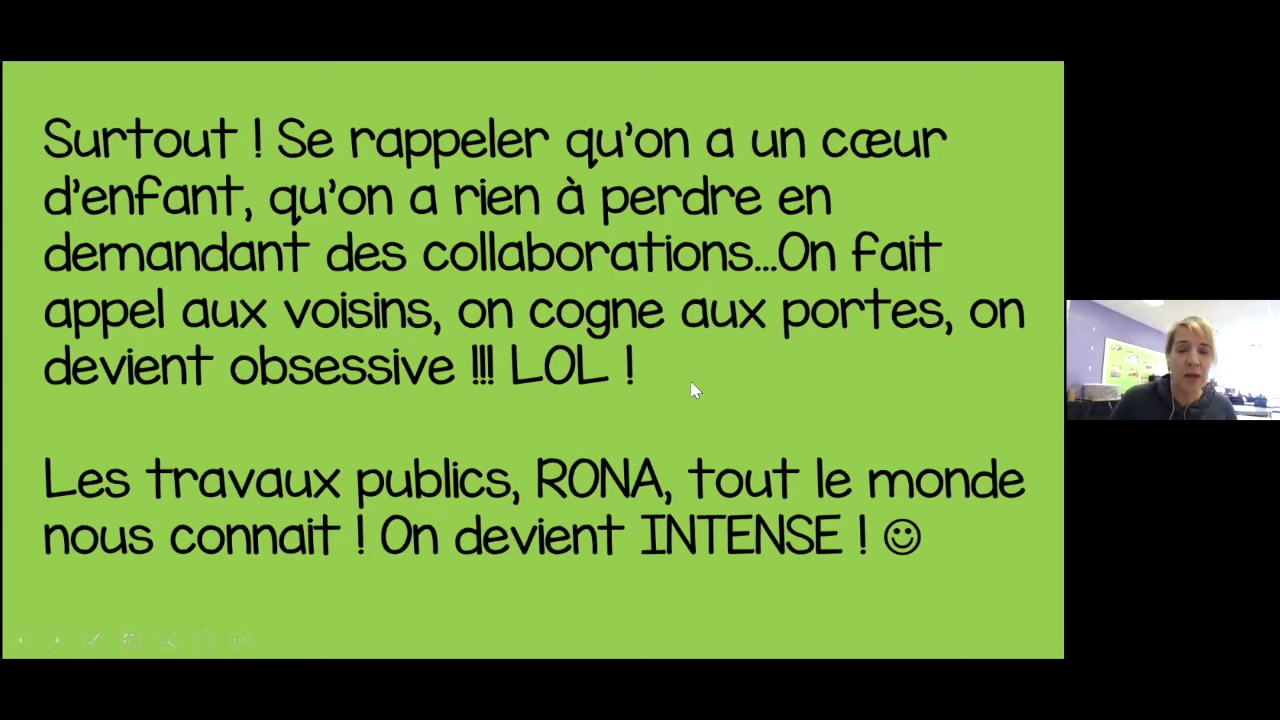 Surtout ! Se rappeler qu'on a un cœur
d'enfant, qu'on a rien à perdre en
demandant des collaborations...On fait
appel aux voisins, on cogne aux portes, on
devient obsessive !!! LOL !
Les travaux publics, RONA, tout le monde
nous connait ! On devient INTENSE ! ☺